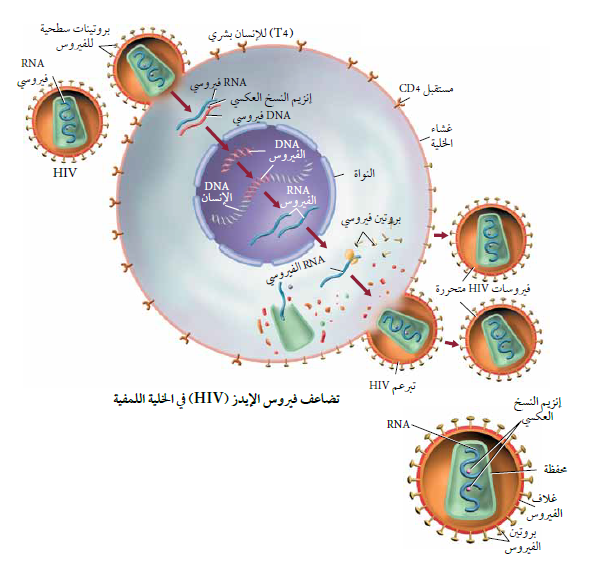 (T4) للإنسان بشري
بروتينات سطحية
للفيروس
RNA
فيروسي
HIV
RNA فيروسي
إنزيم النسخ العكسي
DNA فيروسي
مستقبل CD4
غشاء
الخلية
DNA
الفيروس
النواة
DNA
الإنسان
RNA
الفيروس
بروتين فيروسي
RNA الفيروسي
فيروسات HIV متحررة
تبرعم HIV
تضاعف فيروس الإيدز (HIV) في الخلية اللمفية
إنزيم النسخ
العكسي
RNA
محفظة
غلاف
الفيروس
بروتين
الفيروس